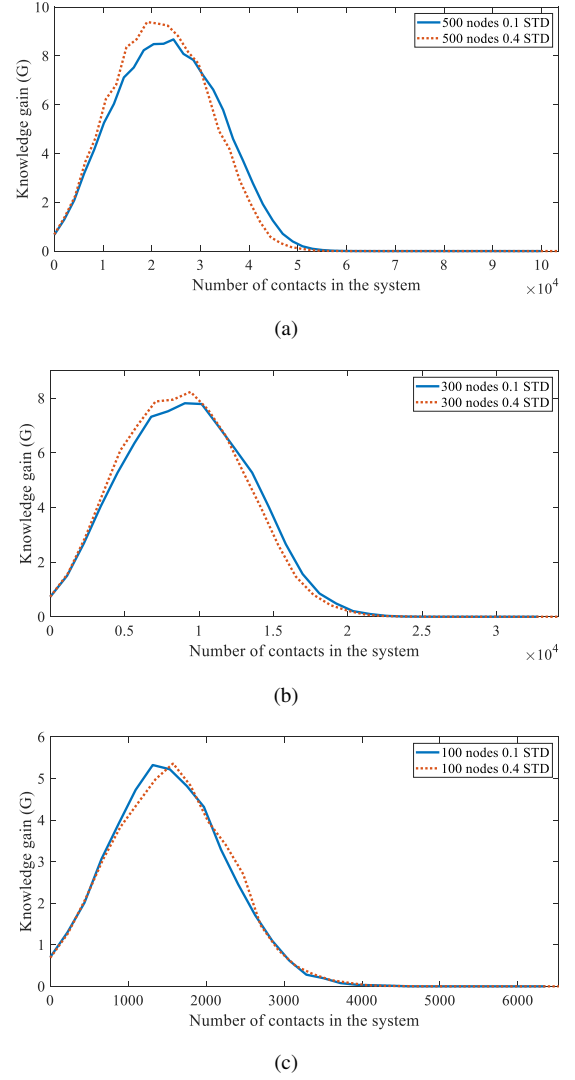 10
8
6
4
2
0
Knowledge gain (G)
500 nodes 0.1 STD
500 nodes 0.4 STD
0 1 2 3 4 5 6 7 8 9 10
Number of contacts in the system
×10⁴
(a)
8
6
4
2
0
Knowledge gain (G)
300 nodes 0.1 STD
300 nodes 0.4 STD
0 0.5 1 1.5 2 2.5 3
Number of contacts in the system
×10⁴
(b)
6
5
4
3
2
1
0
Knowledge gain (G)
100 nodes 0.1 STD
100 nodes 0.4 STD
0 1000 2000 3000 4000 5000 6000
Number of contacts in the system
(c)